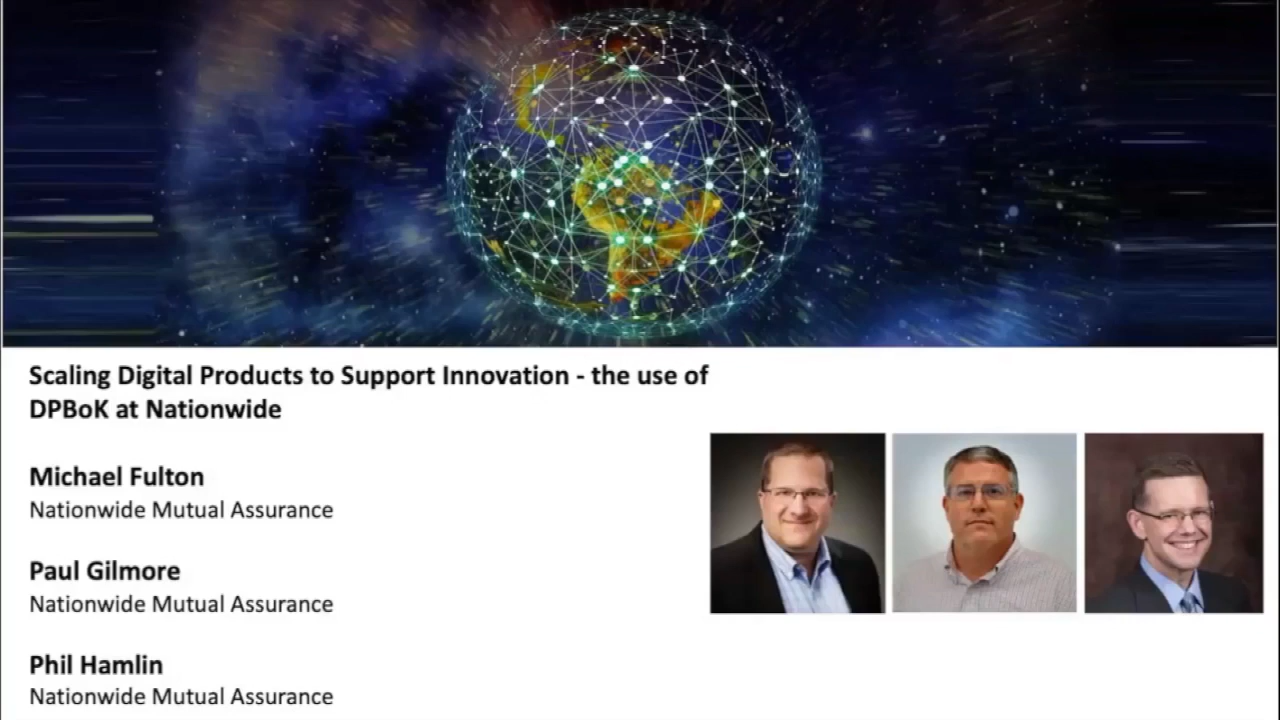 Scaling Digital Products to Support Innovation - the use of
DPBoK at Nationwide
Michael Fulton
Nationwide Mutual Assurance
Paul Gilmore
Nationwide Mutual Assurance
Phil Hamlin
Nationwide Mutual Assurance